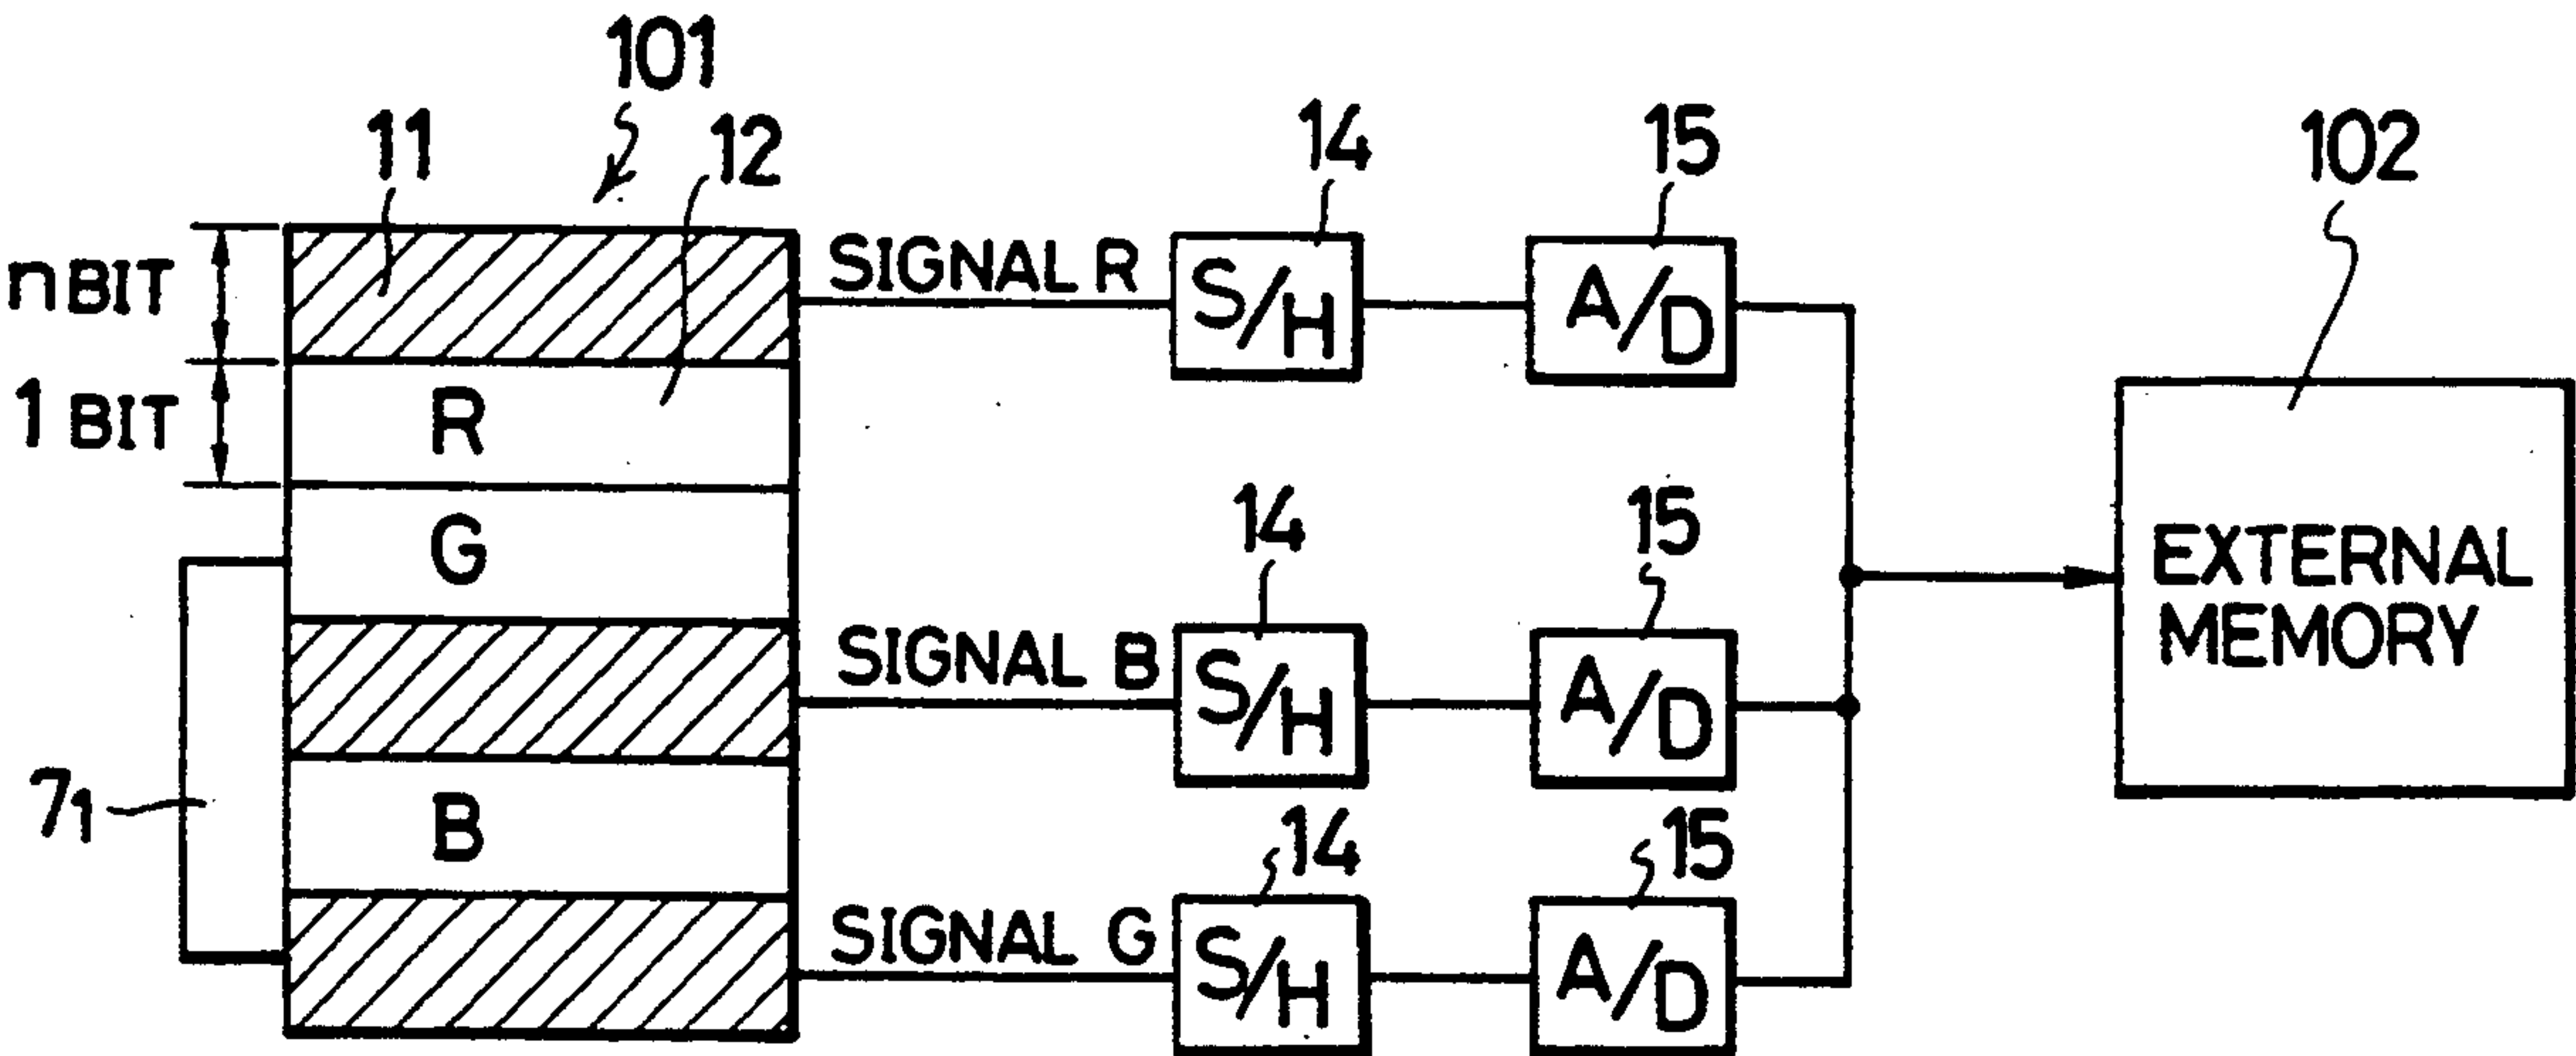 101
11
12
14
15
102
n BIT
SIGNAL R
S/H
A/D
1 BIT
R
G
14
15
EXTERNAL
MEMORY
SIGNAL B
S/H
A/D
71
B
14
15
SIGNAL G
S/H
A/D